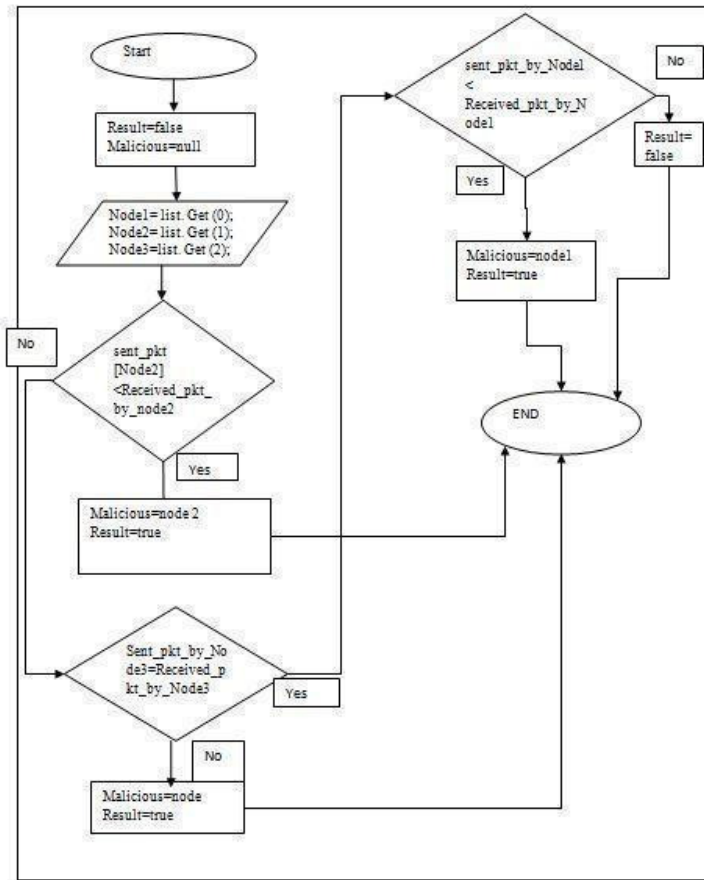 Start
Result=false
Malicious=null
Node1= list. Get (0);
Node2= list. Get (1);
Node3=list. Get (2);
No
sent_pkt
[Node2]
<Received_pkt_
by_node2
Yes
Malicious=node 2
Result=true
Sent_pkt_by_No
de3=Received_p
kt_by_Node3
Yes
No
Malicious=node
Result=true
sent_pkt_by_Node1
<
Received_pkt_by_N
ode1
No
Result=
false
Yes
Malicious=node1
Result=true
END